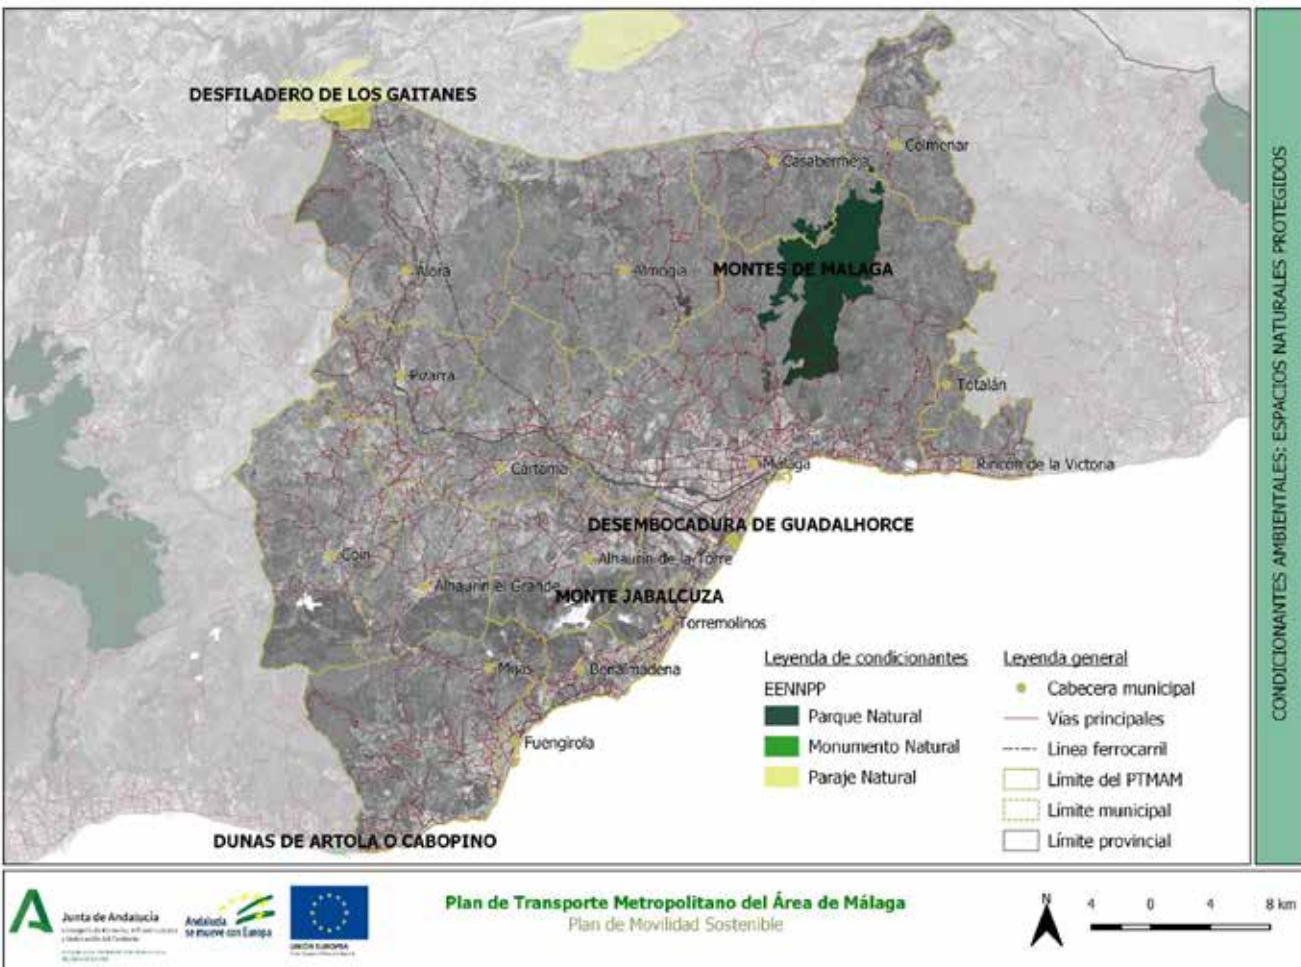 DESFILADERO DE LOS GAITANES
Colmenar
Casabermeja
MONTES DE MALAGA
Álora
Almogía
Pizarra
Totalán
Cártama
Málaga
Rincón de la Victoria
DESEMBOCADURA DE GUADALHORCE
Coín
Alhaurín de la Torre
Alhaurín el Grande
MONTE JABALCUZA
Torremolinos
Mijas
Benalmádena
Fuengirola
DUNAS DE ARTOLA O CABOPINO
Leyenda de condicionantes
EENNPP
Parque Natural
Monumento Natural
Paraje Natural
Leyenda general
Cabecera municipal
Vías principales
Linea ferrocarril
Límite del PTMAM
Límite municipal
Límite provincial
CONDICIONANTES AMBIENTALES: ESPACIOS NATURALES PROTEGIDOS
Junta de Andalucía
Andalucía
se mueve con Europa
UNIÓN EUROPEA
Plan de Transporte Metropolitano del Área de Málaga
Plan de Movilidad Sostenible
N
4 0 4 8 km